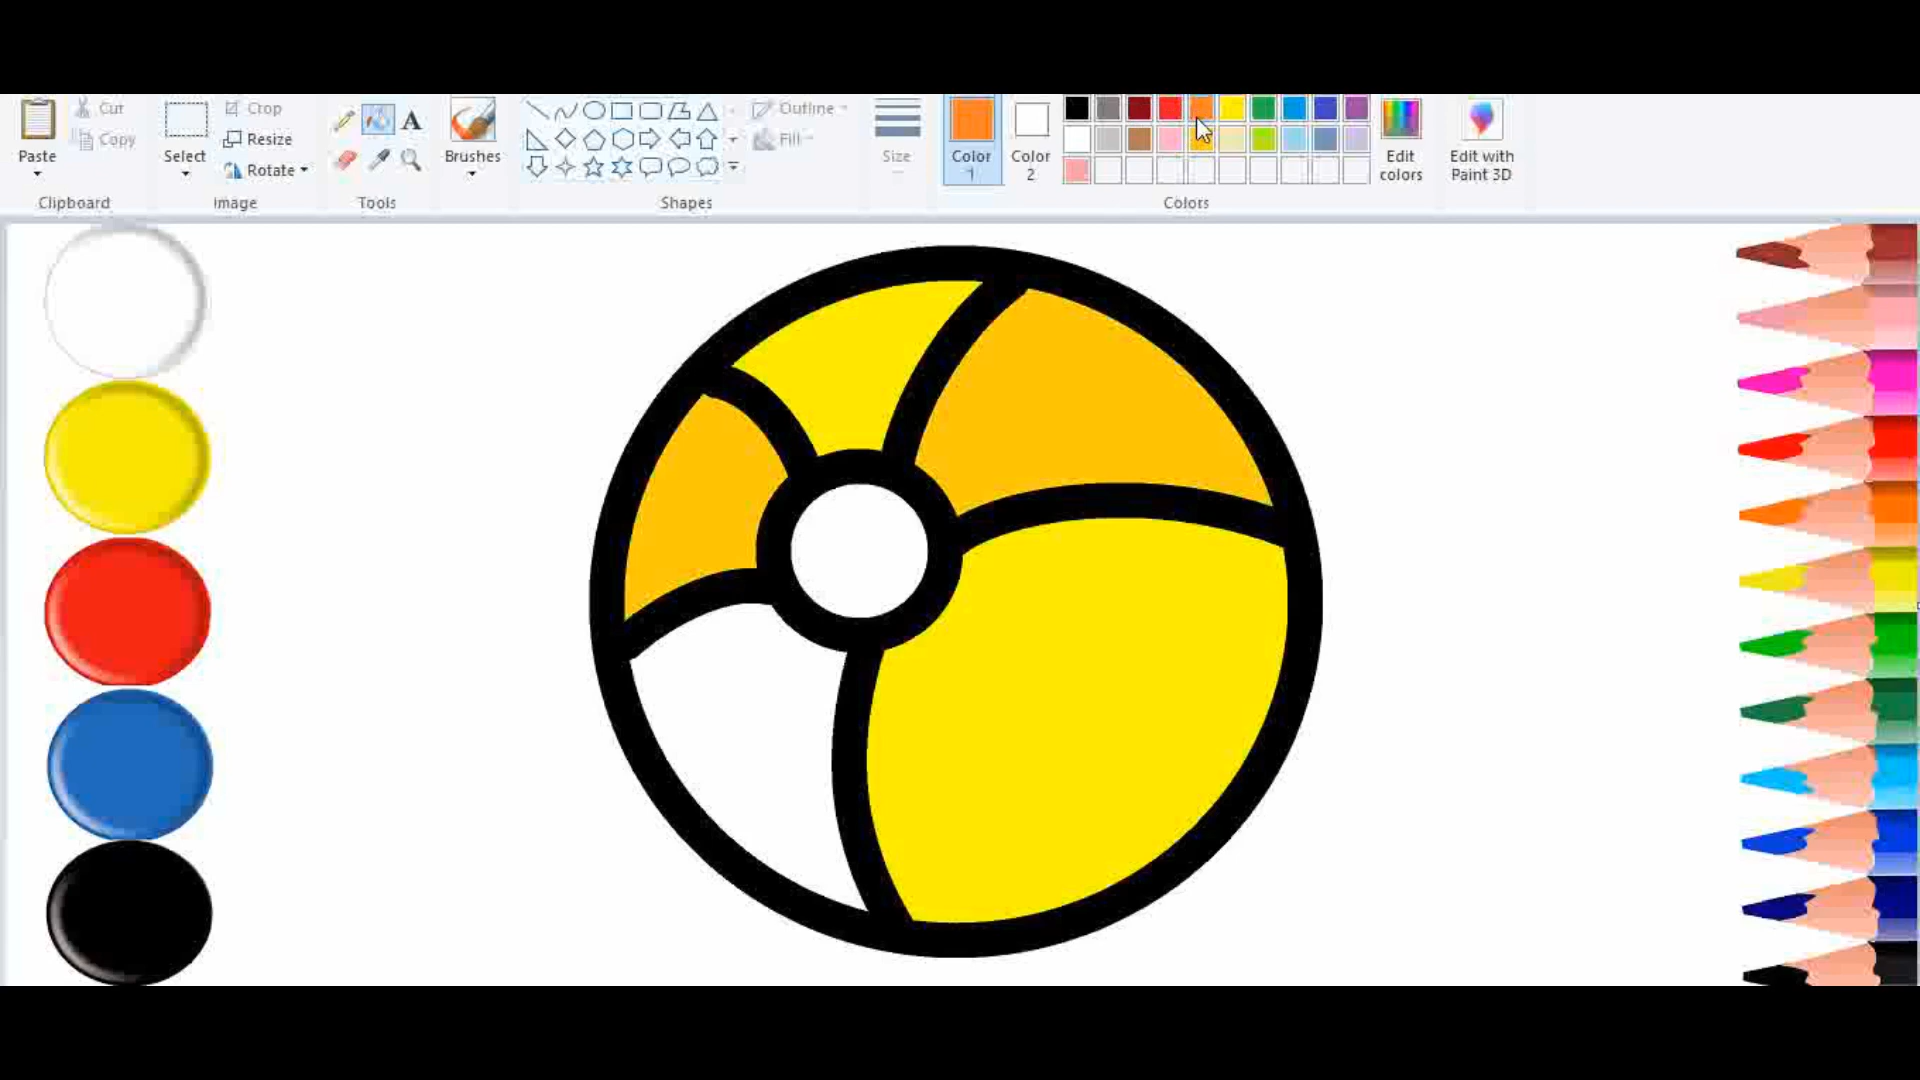 Cut
Copy
Paste
Clipboard
Select
Crop
Resize
Rotate
Image
A
Tools
Brushes
Outline
Fill
Shapes
Size
Color
1
Color
2
Edit
colors
Edit with
Paint 3D
Colors